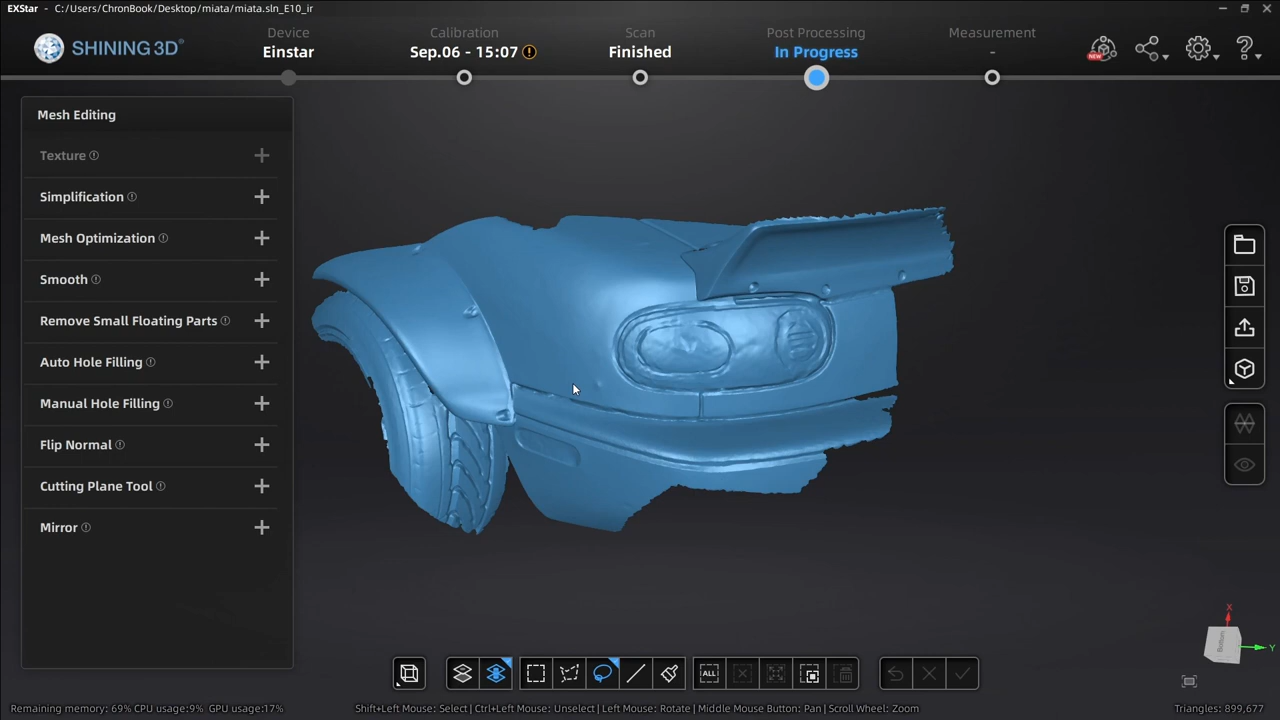 EXStar - C:/Users/ChronBook/Desktop/miata/miata.sln_E10_ir
SHINING 3D®
Device
Einstar
Calibration
Sep.06 - 15:07
Scan
Finished
Post Processing
In Progress
Measurement
-
NEW
Mesh Editing
Texture
Simplification
Mesh Optimization
Smooth
Remove Small Floating Parts
Auto Hole Filling
Manual Hole Filling
Flip Normal
Cutting Plane Tool
Mirror
ALL
X
Y
Bottom
Remaining memory: 69% CPU usage:9% GPU usage:17%
Shift+Left Mouse: Select | Ctrl+Left Mouse: Unselect | Left Mouse: Rotate | Middle Mouse Button: Pan | Scroll Wheel: Zoom
Triangles: 899,677